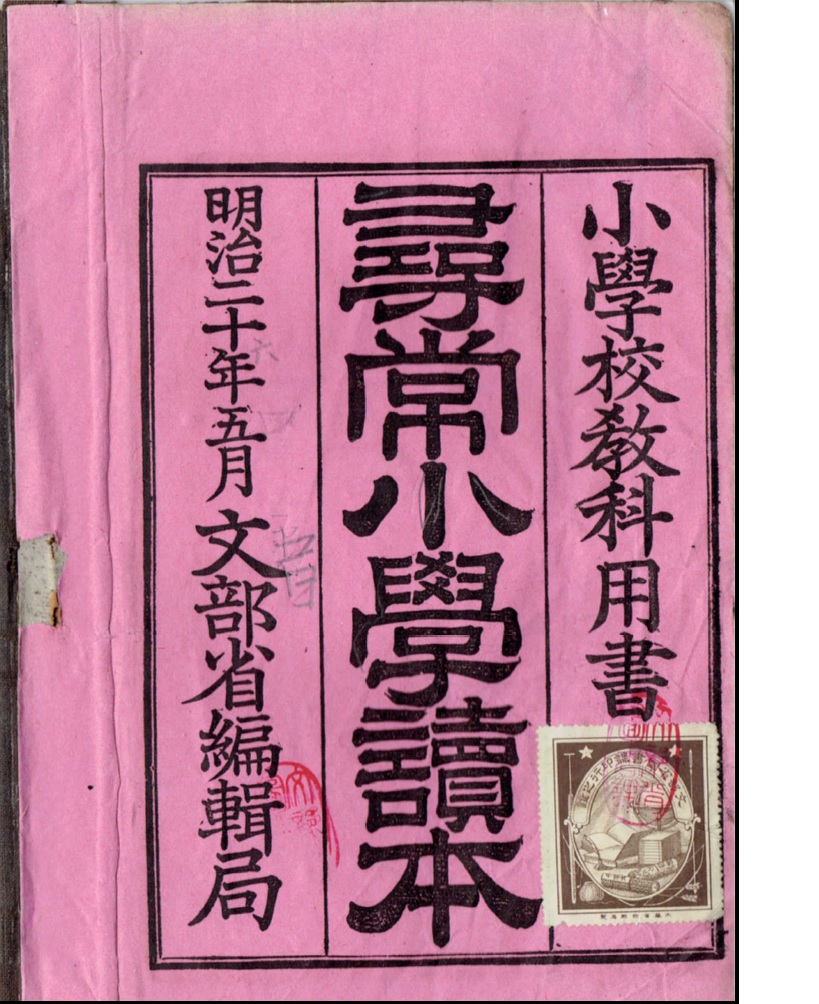 小學校教科用書
尋常小學讀本
明治二十年五月 文部省編輯局